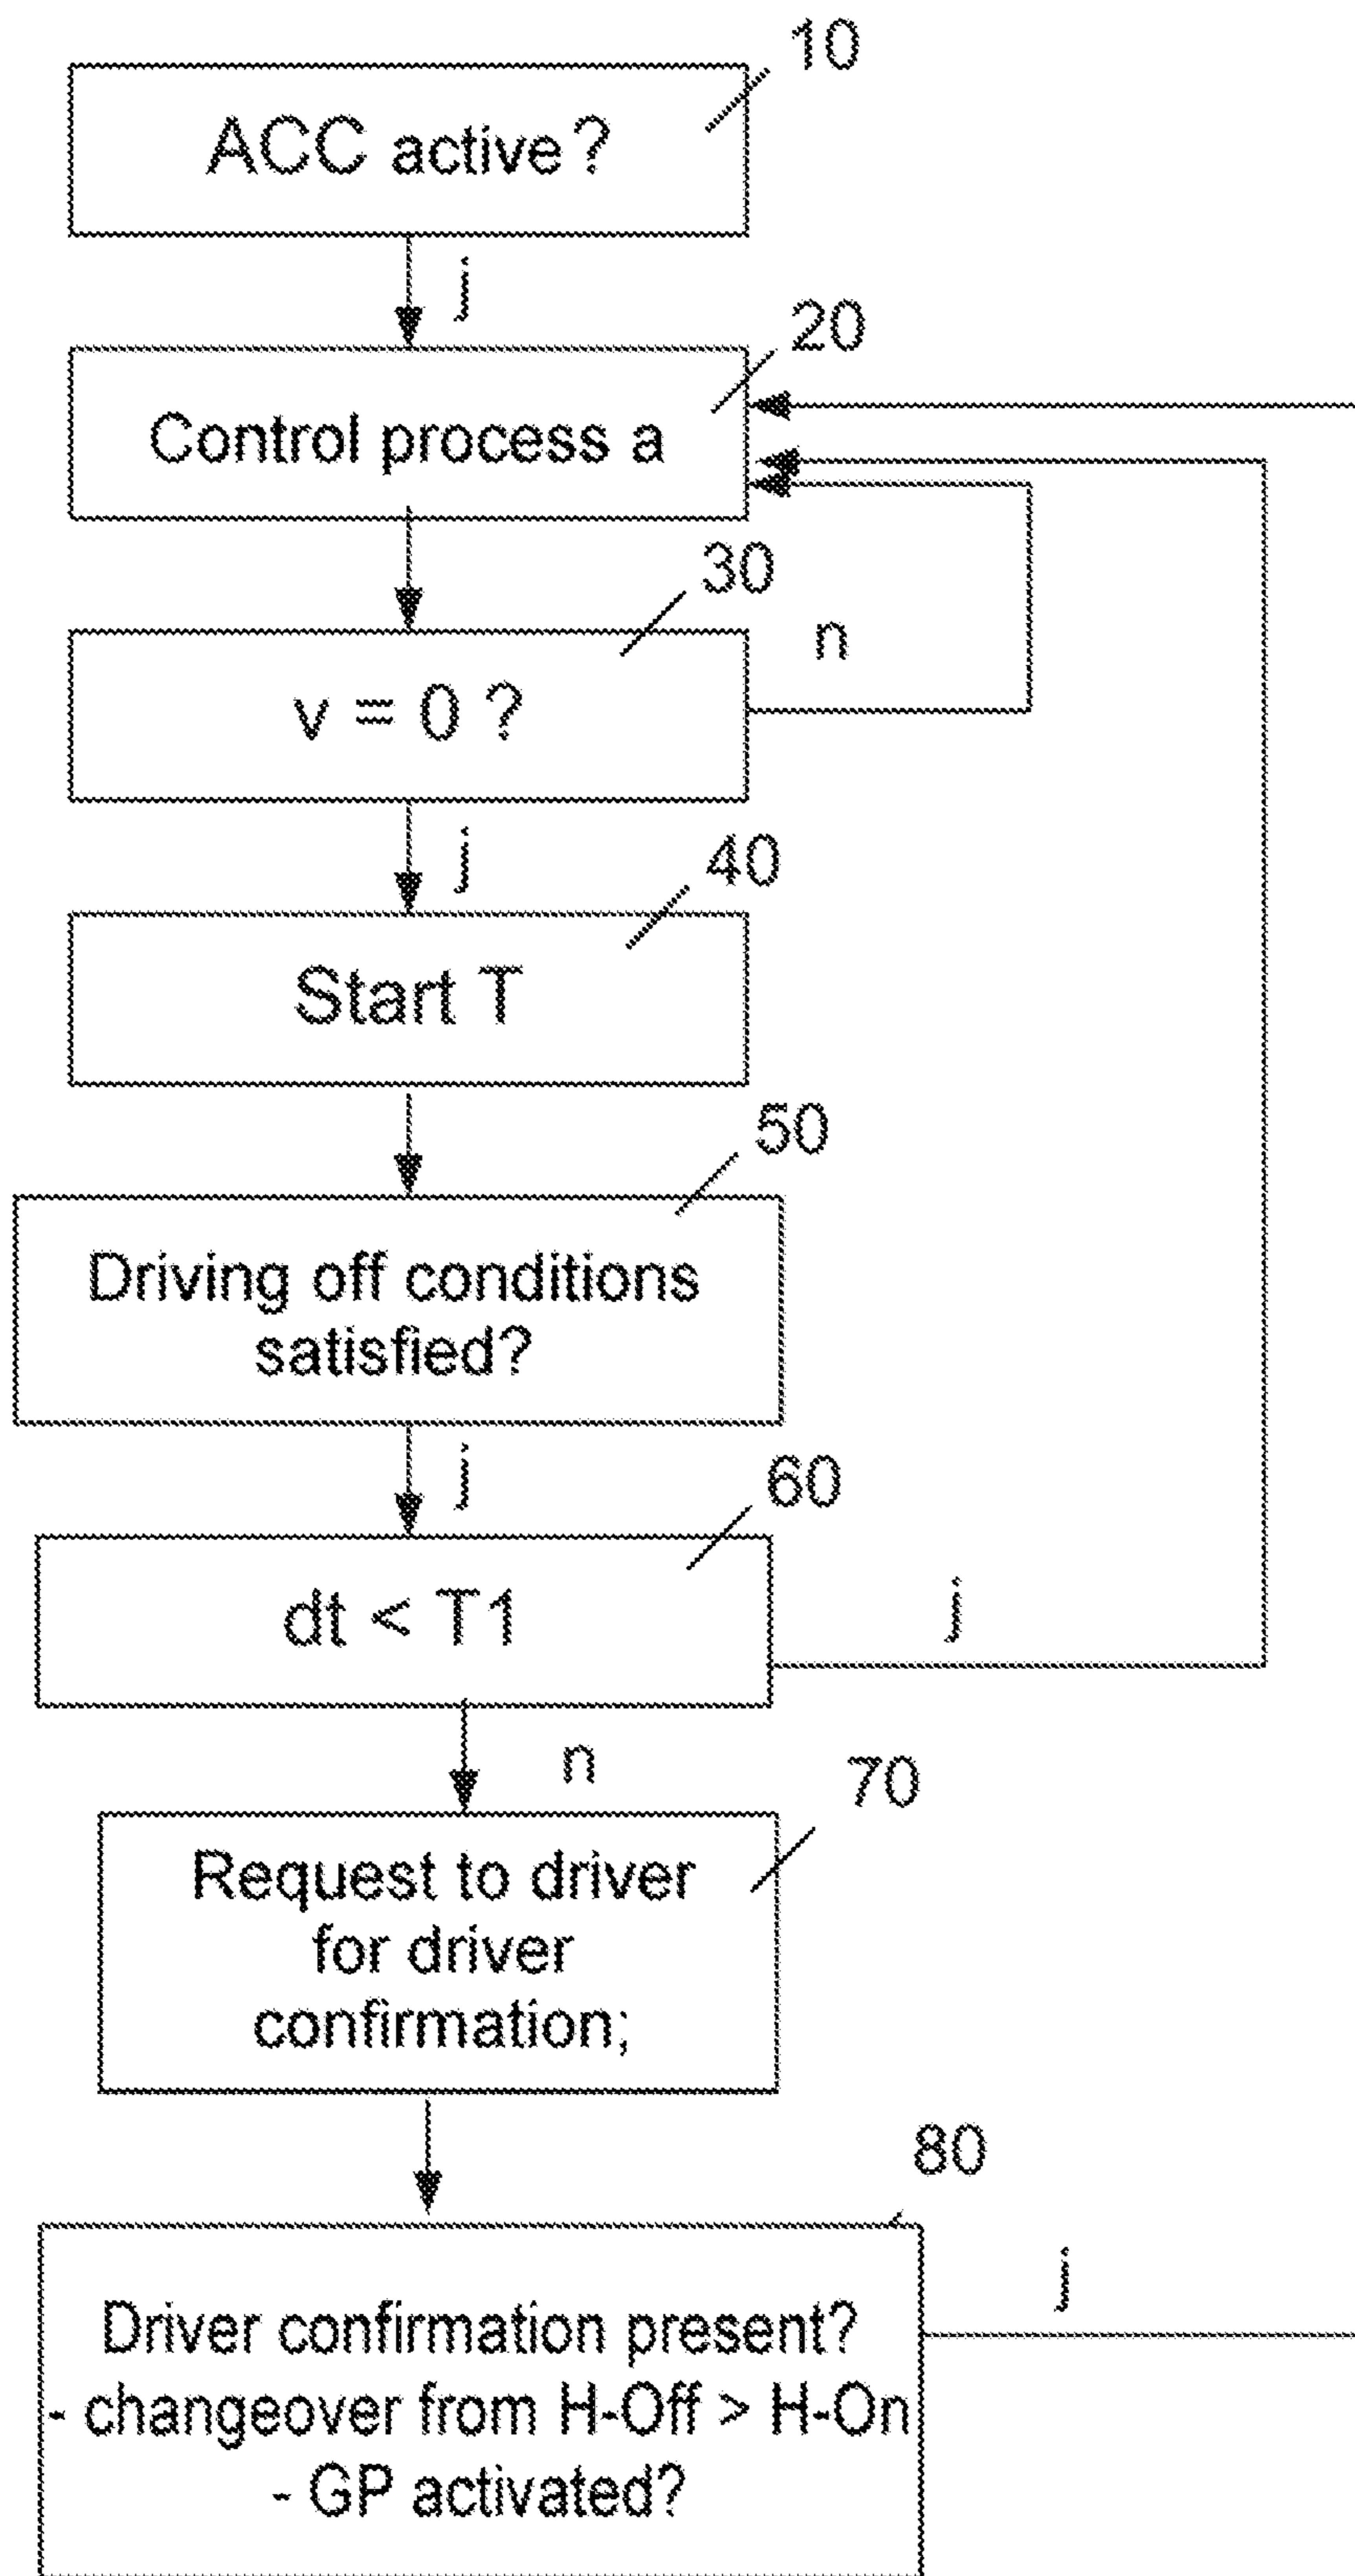 10
ACC active ?
j
20
Control process a
30
v = 0 ?
n
j
40
Start T
50
Driving off conditions
satisfied?
j
60
dt < T1
j
n
70
Request to driver
for driver
confirmation;
80
Driver confirmation present?
- changeover from H-Off > H-On
- GP activated?
j